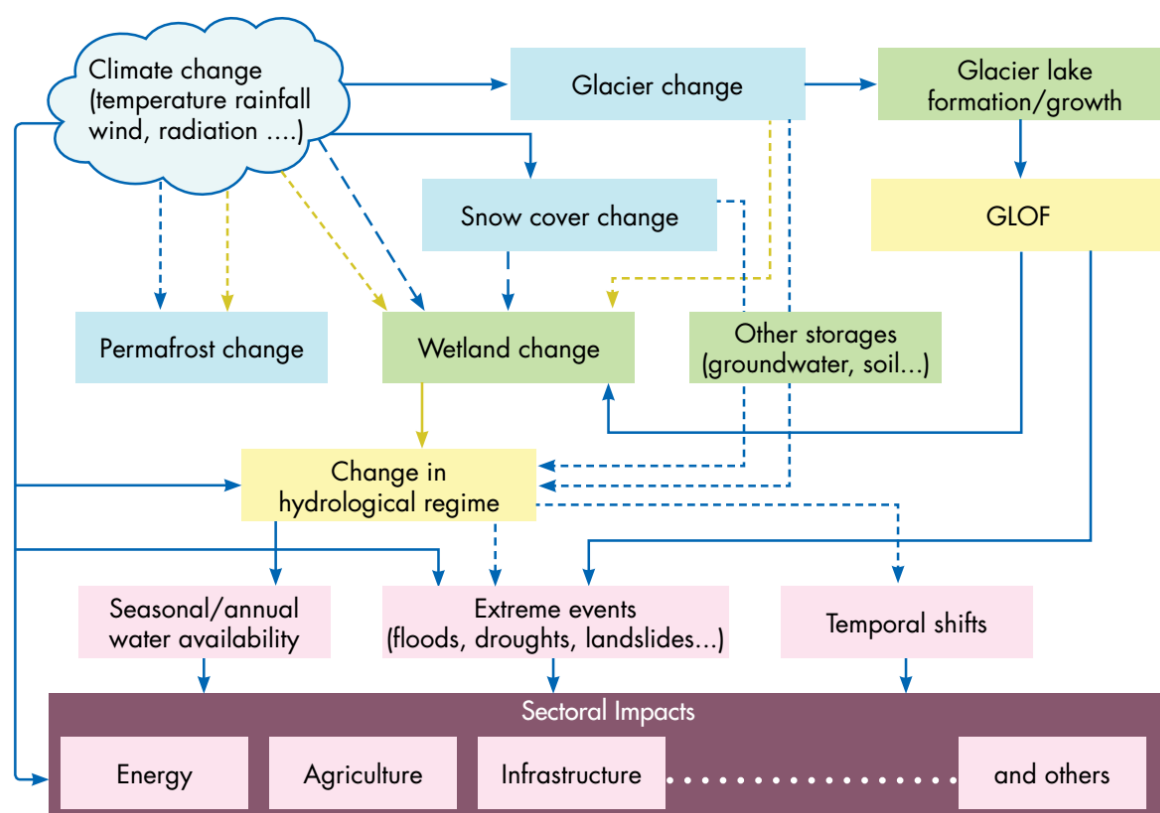 Climate change
(temperature rainfall
wind, radiation ....)
Glacier change
Glacier lake
formation/growth
Snow cover change
GLOF
Permafrost change
Wetland change
Other storages
(groundwater, soil...)
Change in
hydrological regime
Seasonal/annual
water availability
Extreme events
(floods, droughts, landslides...)
Temporal shifts
Sectoral Impacts
Energy
Agriculture
Infrastructure
and others